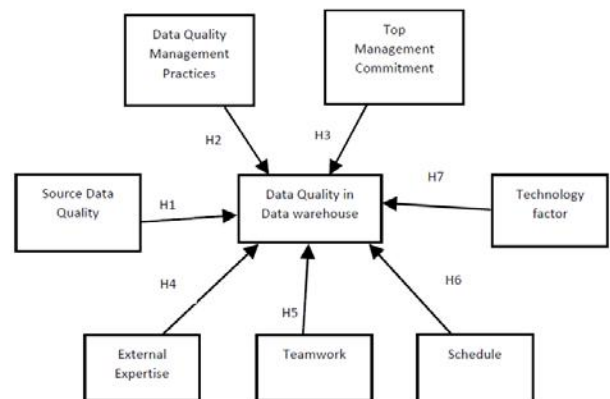 Data Quality
Management
Practices
Top
Management
Commitment
H2
H3
Source Data
Quality
H1
Data Quality in
Data warehouse
H7
Technology
factor
H4
H5
H6
External
Expertise
Teamwork
Schedule